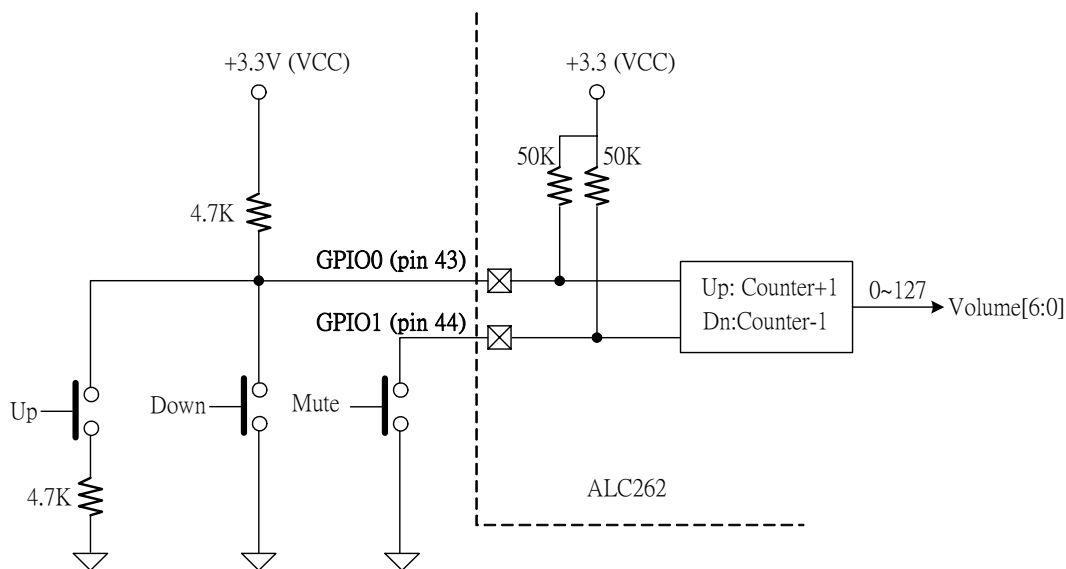 +3.3V (VCC)
+3.3 (VCC)
50K
50K
4.7K
GPIO0 (pin 43)
Up: Counter+1
Dn:Counter-1
0~127
Volume[6:0]
GPIO1 (pin 44)
Up
Down
Mute
4.7K
ALC262